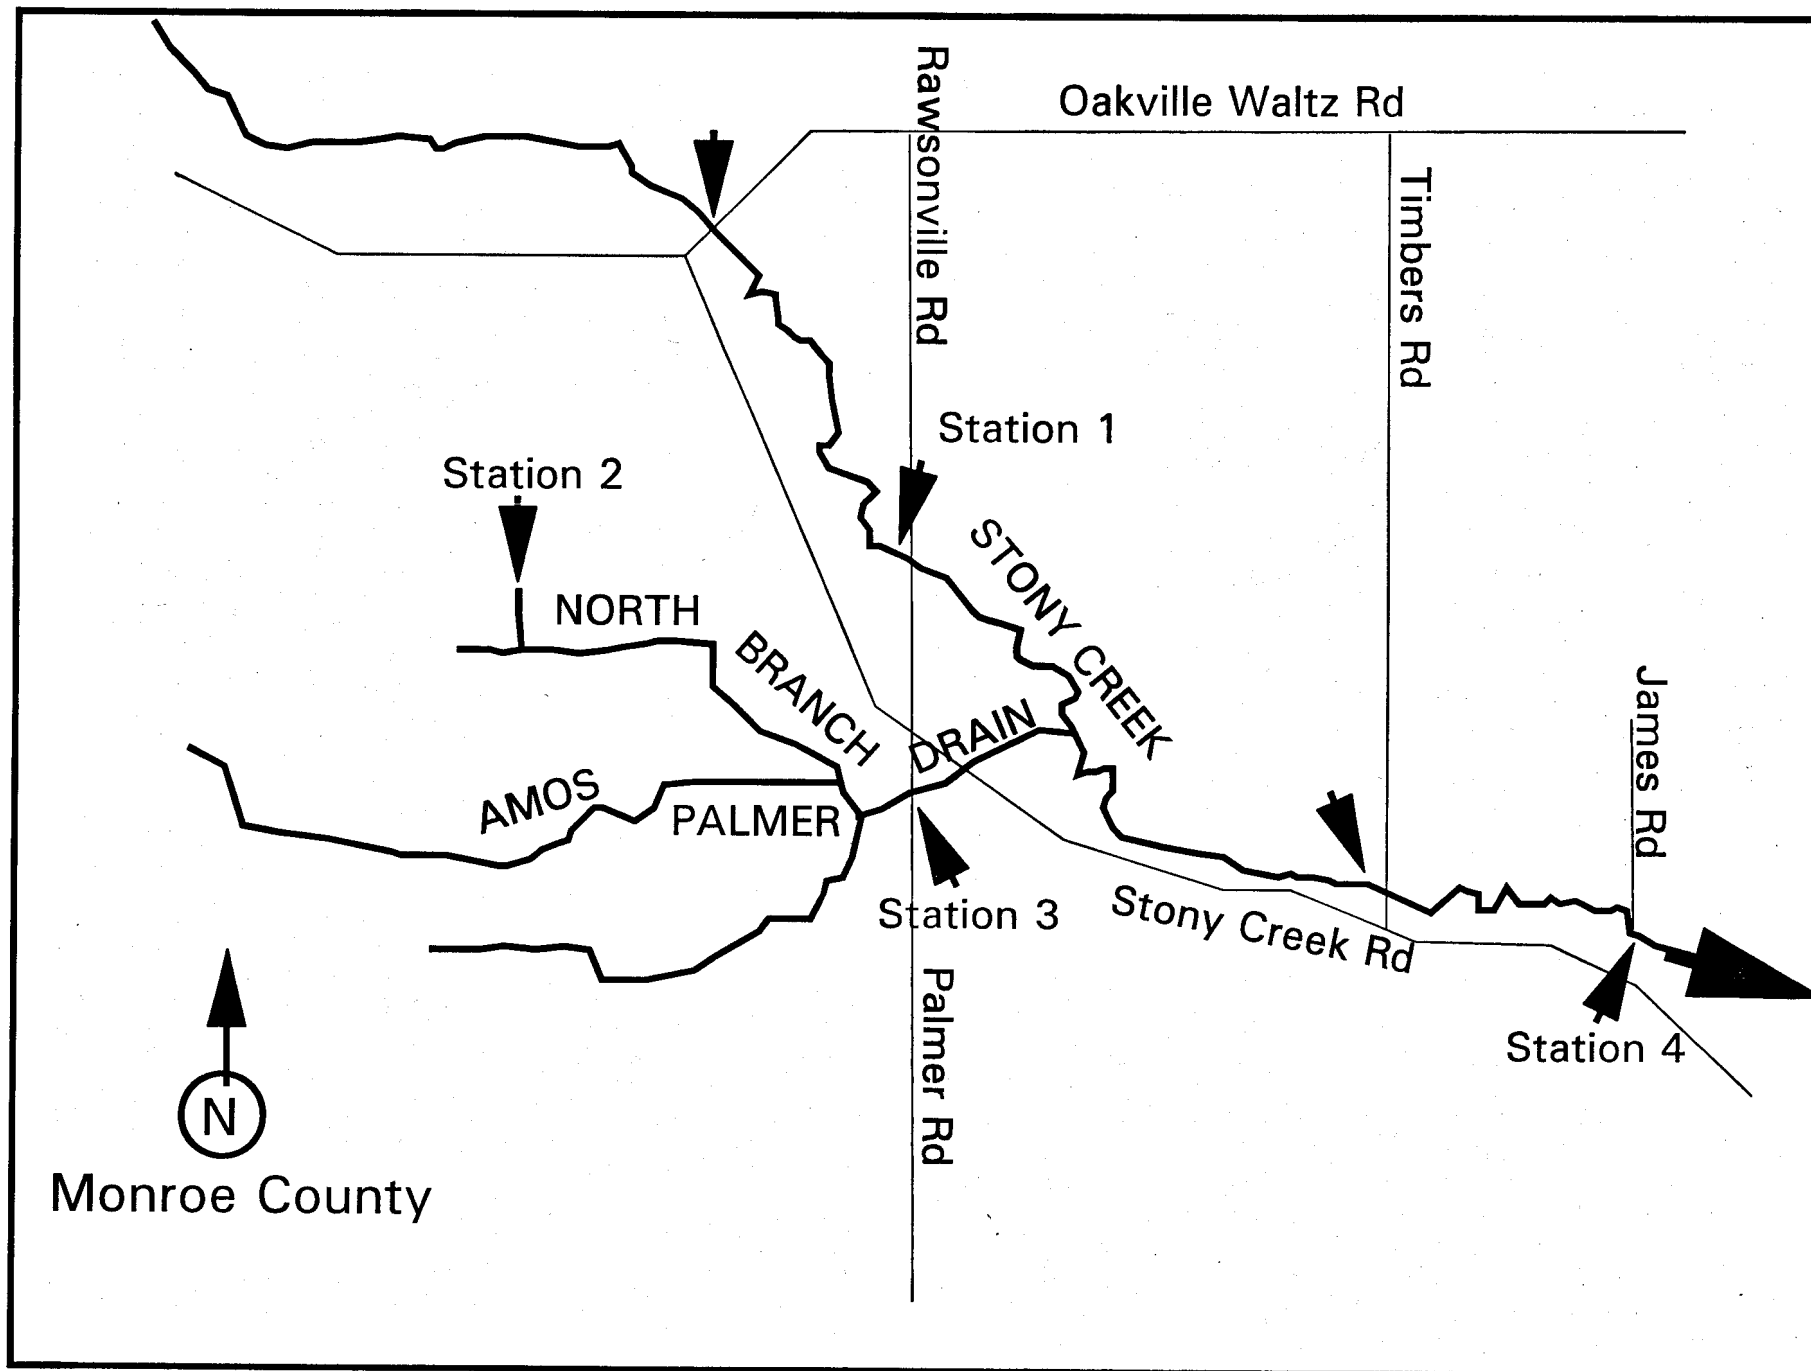 Oakville Waltz Rd
Rawsonville Rd
Timbers Rd
Station 1
Station 2
STONY CREEK
NORTH
BRANCH
DRAIN
AMOS
PALMER
James Rd
Station 3
Stony Creek Rd
Palmer Rd
Station 4
N
Monroe County